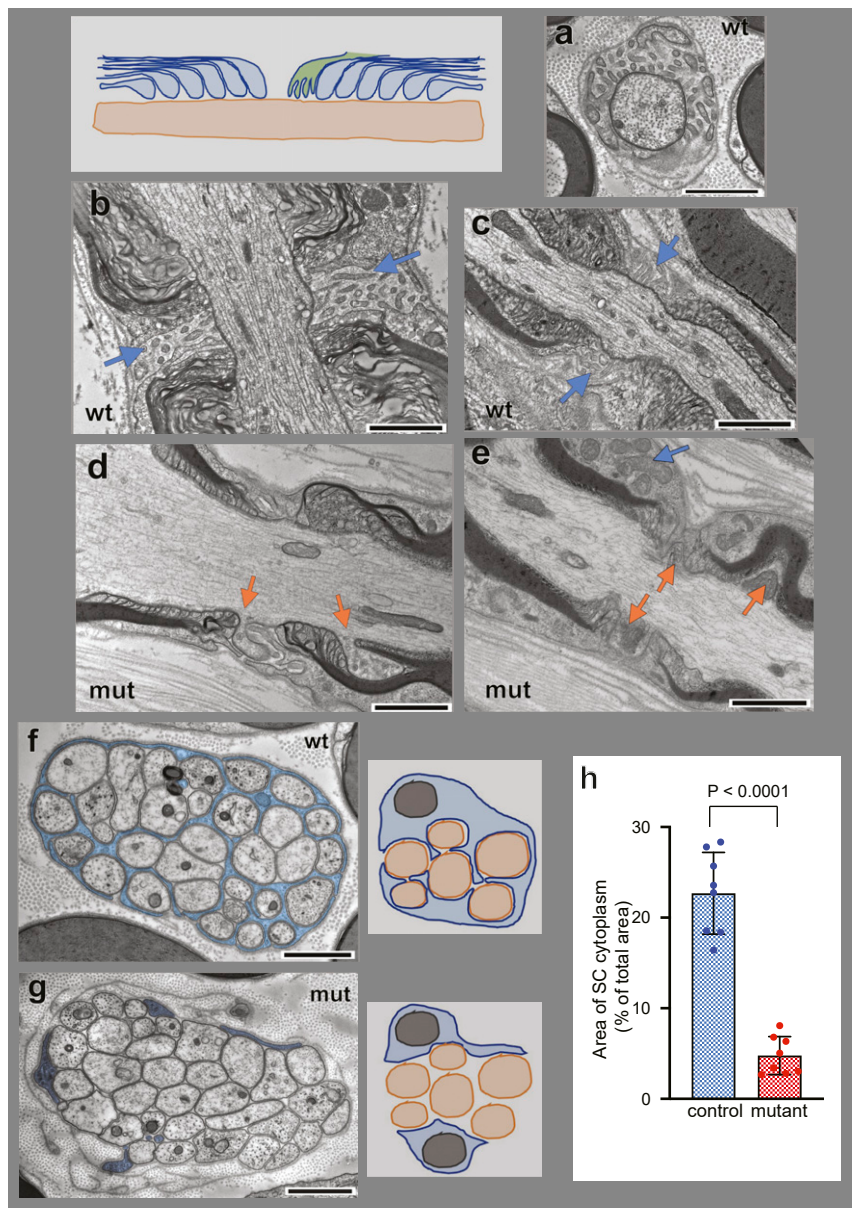 a
wt
b
wt
c
wt
d
mut
e
mut
f
wt
g
mut
h
P < 0.0001
Area of SC cytoplasm
(% of total area)
30
20
10
0
control mutant